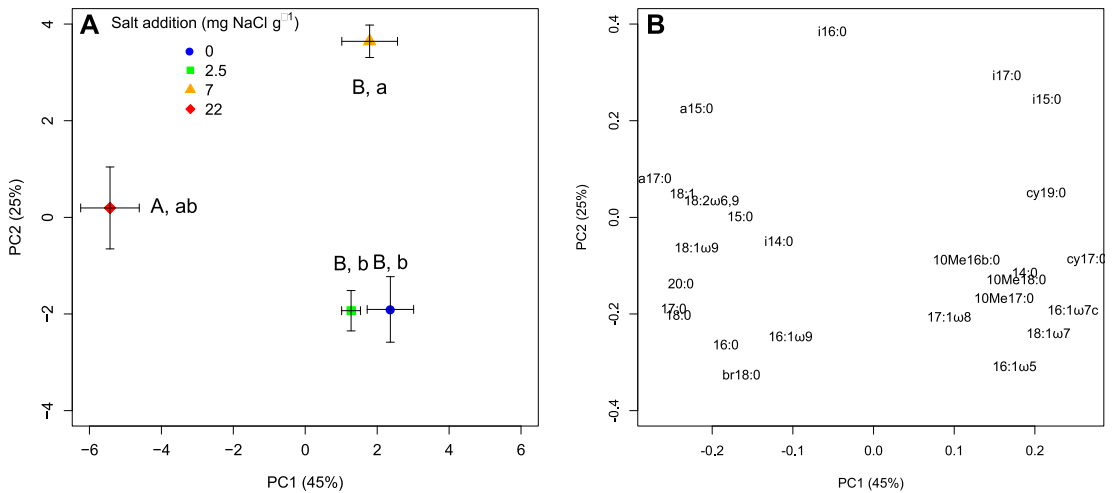 A
Salt addition (mg NaCl g□1)
0
2.5
7
22
B, a
A, ab
B, b
B, b
4
2
0
−2
−4
PC2 (25%)
−6
−4
−2
0
2
4
6
PC1 (45%)
B
i16:0
i17:0
i15:0
a15:0
a17:0
18:1
18:2ω6,9
cy19:0
15:0
i14:0
18:1ω9
10Me16b:0
cy17:0
14:0
10Me18:0
20:0
10Me17:0
17:0
18:0
16:1ω7c
17:1ω8
16:1ω9
18:1ω7
16:0
16:1ω5
br18:0
0.4
0.2
0.0
-0.2
-0.4
PC2 (25%)
-0.2
-0.1
0.0
0.1
0.2
PC1 (45%)